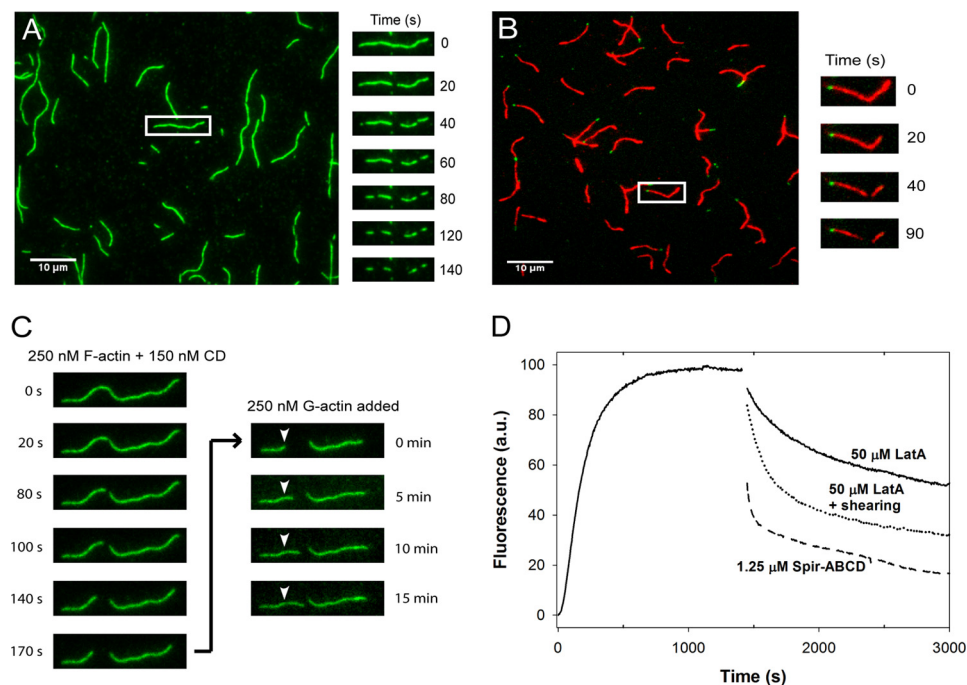 A
Time (s)
0
20
40
60
80
120
140
10 µm
B
Time (s)
0
20
40
90
10 µm
C
250 nM F-actin + 150 nM CD
0 s
20 s
80 s
100 s
140 s
170 s
250 nM G-actin added
0 min
5 min
10 min
15 min
D
Fluorescence (a.u.)
100
80
60
40
20
0
50 µM LatA
50 µM LatA
+ shearing
1.25 µM Spir-ABCD
0
1000
2000
3000
Time (s)